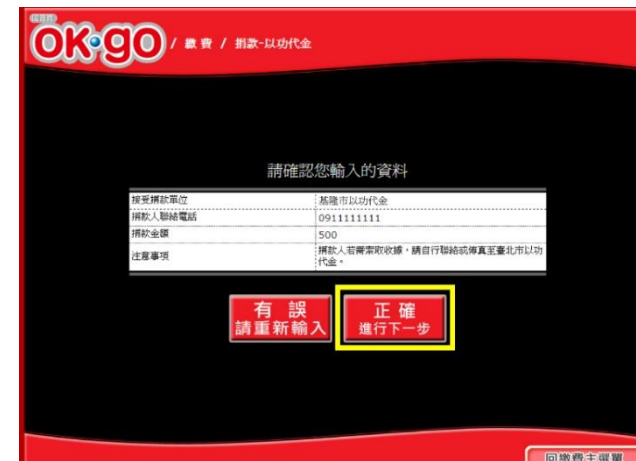 OK·go / 繳費 / 捐款-以功代金
請確認您輸入的資料
接受捐款單位 基隆市以功代金
捐款人聯絡電話 0911111111
捐款金額 500
注意事項 捐款人若需索取收據，請自行聯絡或傳真至臺北市以功
代金。
有 誤
請重新輸入
正 確
進行下一步
回繳費主選單